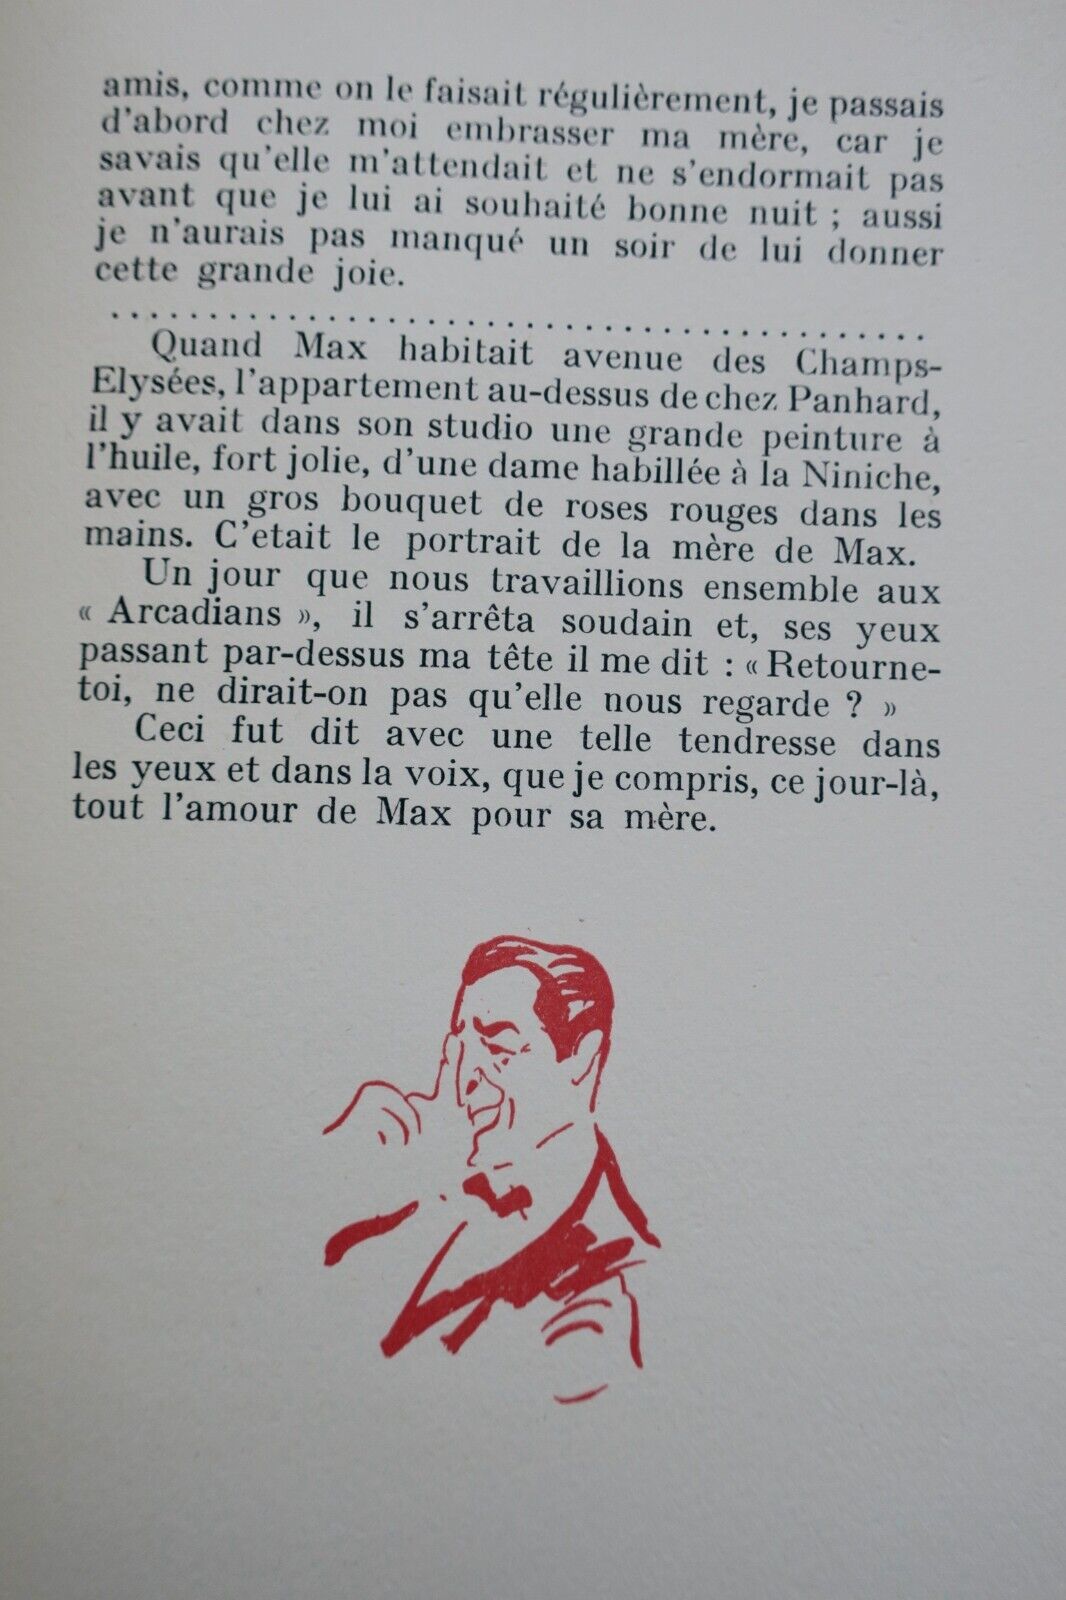 amis, comme on le faisait régulièrement, je passais
d'abord chez moi embrasser ma mère, car je
savais qu'elle m'attendait et ne s'endormait pas
avant que je lui ai souhaité bonne nuit ; aussi
je n'aurais pas manqué un soir de lui donner
cette grande joie.
. . . . . . . . . . . . . . . . . . . . . . . . . . . . . . . . . . . . . . .
Quand Max habitait avenue des Champs-
Elysées, l'appartement au-dessus de chez Panhard,
il y avait dans son studio une grande peinture à
l'huile, fort jolie, d'une dame habillée à la Niniche,
avec un gros bouquet de roses rouges dans les
mains. C'etait le portrait de la mère de Max.
Un jour que nous travaillions ensemble aux
« Arcadians », il s'arrêta soudain et, ses yeux
passant par-dessus ma tête il me dit : « Retourne-
toi, ne dirait-on pas qu'elle nous regarde ? »
Ceci fut dit avec une telle tendresse dans
les yeux et dans la voix, que je compris, ce jour-là,
tout l'amour de Max pour sa mère.